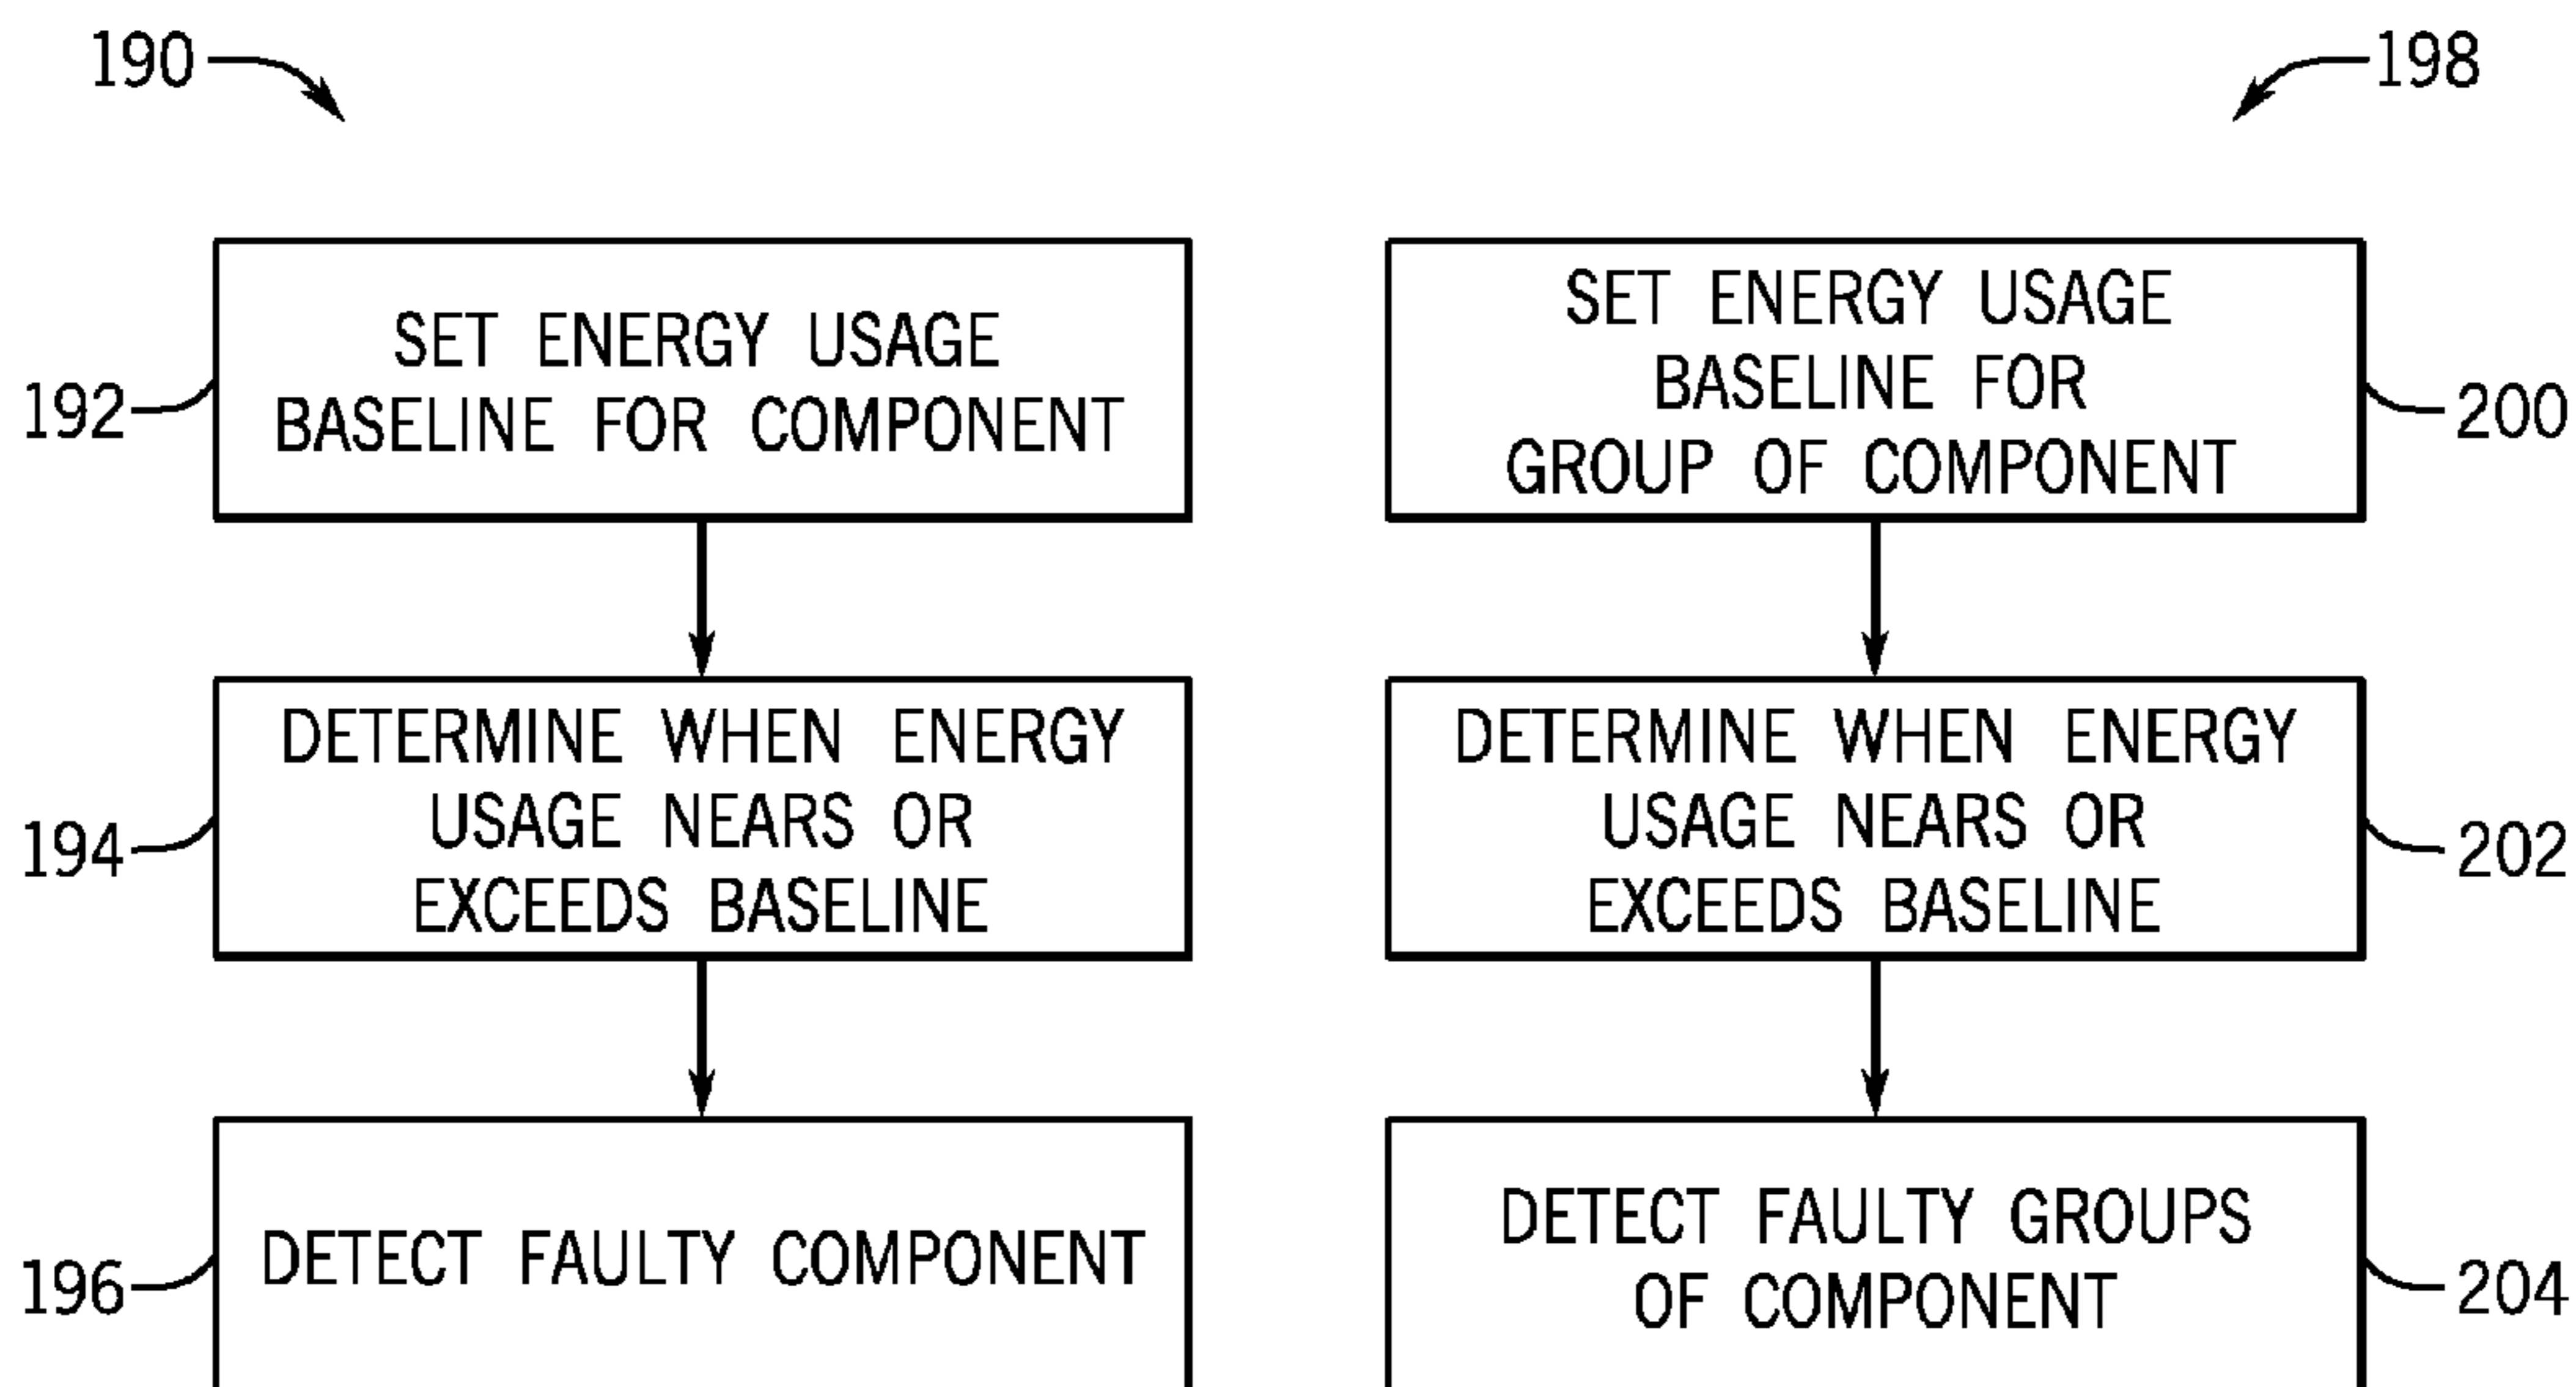 190
198
192
SET ENERGY USAGE
BASELINE FOR COMPONENT
SET ENERGY USAGE
BASELINE FOR
GROUP OF COMPONENT
200
194
DETERMINE WHEN ENERGY
USAGE NEARS OR
EXCEEDS BASELINE
DETERMINE WHEN ENERGY
USAGE NEARS OR
EXCEEDS BASELINE
202
196
DETECT FAULTY COMPONENT
DETECT FAULTY GROUPS
OF COMPONENT
204